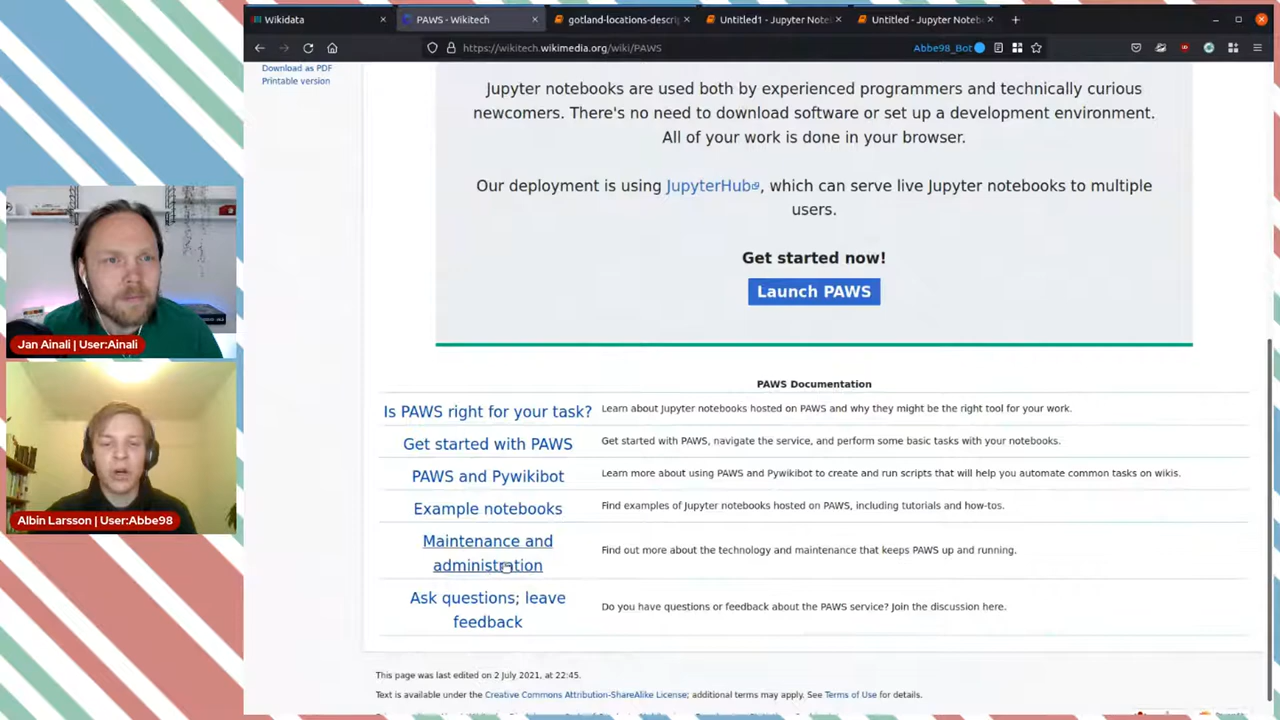 Wikidata
PAWS - Wikitech
gotland-locations-descri
Untitled1 - Jupyter Note
Untitled - Jupyter Noteb
https://wikitech.wikimedia.org/wiki/PAWS
Abbe98_Bot
Download as PDF
Printable version
Jupyter notebooks are used both by experienced programmers and technically curious
newcomers. There's no need to download software or set up a development environment.
All of your work is done in your browser.
Our deployment is using JupyterHub, which can serve live Jupyter notebooks to multiple
users.
Get started now!
Launch PAWS
PAWS Documentation
Is PAWS right for your task? Learn about Jupyter notebooks hosted on PAWS and why they might be the right tool for your work.
Get started with PAWS Get started with PAWS, navigate the service, and perform some basic tasks with your notebooks.
PAWS and Pywikibot Learn more about using PAWS and Pywikibot to create and run scripts that will help you automate common tasks on wikis.
Example notebooks Find examples of Jupyter notebooks hosted on PAWS, including tutorials and how-tos.
Maintenance and
administration
Find out more about the technology and maintenance that keeps PAWS up and running.
Ask questions; leave
feedback
Do you have questions or feedback about the PAWS service? Join the discussion here.
This page was last edited on 2 July 2021, at 22:45.
Text is available under the Creative Commons Attribution-ShareAlike License; additional terms may apply. See Terms of Use for details.
Jan Ainali | User:Ainali
Albin Larsson | User:Abbe98